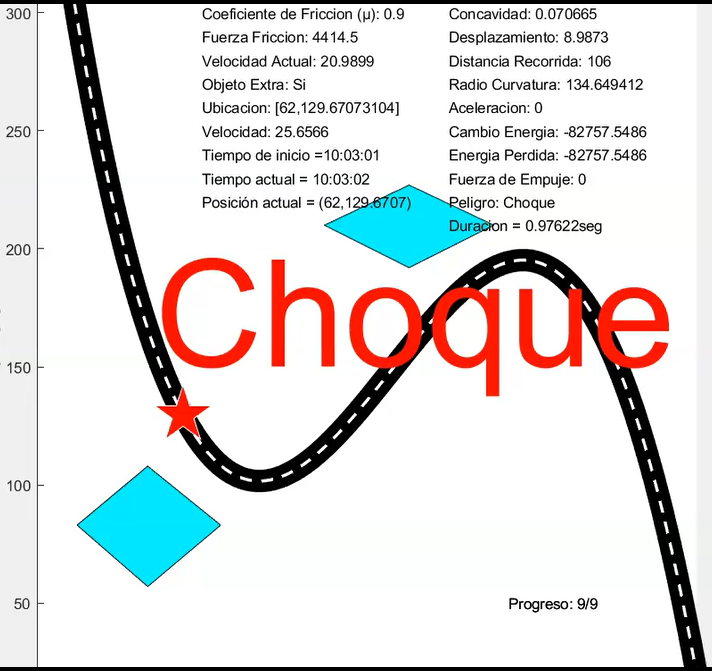 300
250
200
150
100
50
Coeficiente de Friccion (μ): 0.9
Fuerza Friccion: 4414.5
Velocidad Actual: 20.9899
Objeto Extra: Si
Ubicacion: [62,129.67073104]
Velocidad: 25.6566
Tiempo de inicio =10:03:01
Tiempo actual = 10:03:02
Posición actual = (62,129.6707)
Concavidad: 0.070665
Desplazamiento: 8.9873
Distancia Recorrida: 106
Radio Curvatura: 134.649412
Aceleracion: 0
Cambio Energia: -82757.5486
Energia Perdida: -82757.5486
Fuerza de Empuje: 0
Peligro: Choque
Duracion = 0.97622seg
Choque
Progreso: 9/9